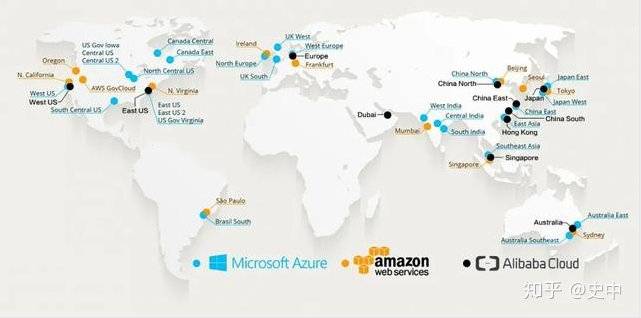 Canada Central
Canada East
US Gov Iowa
Central US
US Central 2
Oregon
N. California
AWS GovCloud
North Central US
West US
West US
South Central US
N. Virginia
East US
East US
East US 2
US Gov Virginia
UK West
Ireland
West Europe
Europe
North Europe
Frankfurt
UK South
Dubai
West India
Central India
Mumbai
South India
China North
China North
Beijing
Seoul
Japan East
Tokyo
Japan
Japan West
China East
China East
China South
East Asia
Hong Kong
Southeast Asia
Singapore
Singapore
São Paulo
Brasil South
Australia East
Australia
Sydney
Australia Southeast
Microsoft Azure
amazon
web services
Alibaba Cloud
知乎 @史中